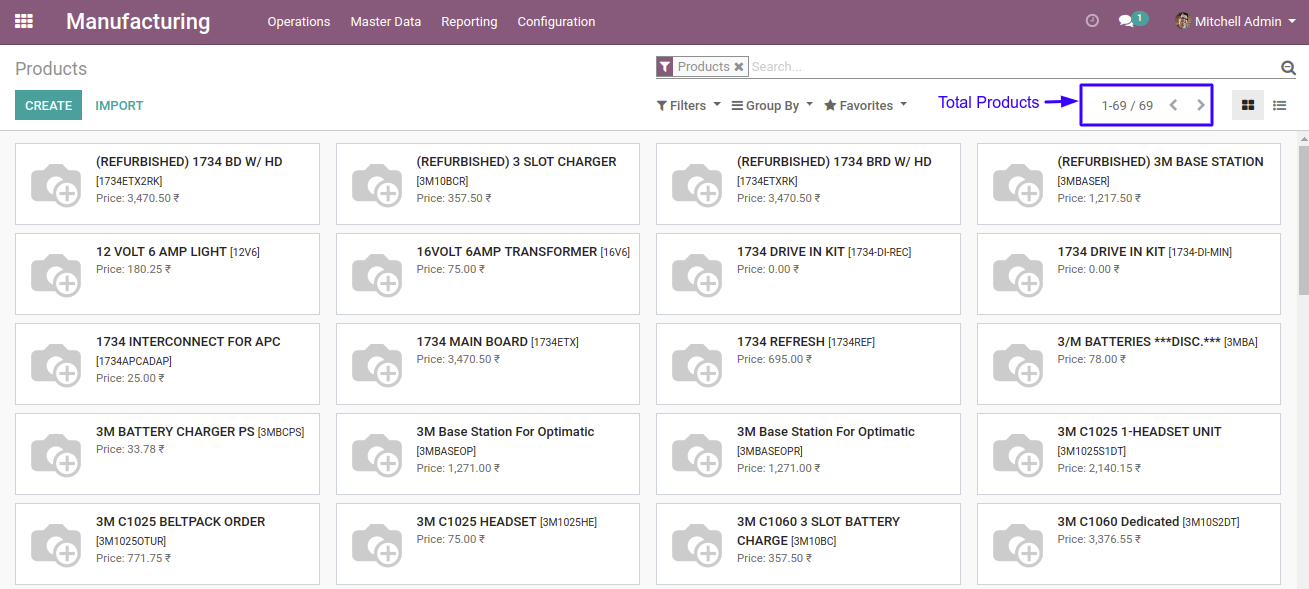 Manufacturing Operations Master Data Reporting Configuration 1 Mitchell Admin
Products Products Search...
CREATE IMPORT Filters Group By Favorites Total Products 1-69 / 69
(REFURBISHED) 1734 BD W/ HD
[1734ETX2RK]
Price: 3,470.50 ₹
(REFURBISHED) 3 SLOT CHARGER
[3M10BCR]
Price: 357.50 ₹
(REFURBISHED) 1734 BRD W/ HD
[1734ETXRK]
Price: 3,470.50 ₹
(REFURBISHED) 3M BASE STATION
[3MBASER]
Price: 1,217.50 ₹
12 VOLT 6 AMP LIGHT [12V6]
Price: 180.25 ₹
16VOLT 6AMP TRANSFORMER [16V6]
Price: 75.00 ₹
1734 DRIVE IN KIT [1734-DI-REC]
Price: 0.00 ₹
1734 DRIVE IN KIT [1734-DI-MIN]
Price: 0.00 ₹
1734 INTERCONNECT FOR APC
[1734APCADAP]
Price: 25.00 ₹
1734 MAIN BOARD [1734ETX]
Price: 3,470.50 ₹
1734 REFRESH [1734REF]
Price: 695.00 ₹
3/M BATTERIES ***DISC.*** [3MBA]
Price: 78.00 ₹
3M BATTERY CHARGER PS [3MBCPS]
Price: 33.78 ₹
3M Base Station For Optimatic
[3MBASEOP]
Price: 1,271.00 ₹
3M Base Station For Optimatic
[3MBASEOPR]
Price: 1,271.00 ₹
3M C1025 1-HEADSET UNIT
[3M1025S1DT]
Price: 2,140.15 ₹
3M C1025 BELTPACK ORDER
[3M1025OTUR]
Price: 771.75 ₹
3M C1025 HEADSET [3M1025HE]
Price: 75.00 ₹
3M C1060 3 SLOT BATTERY
CHARGE [3M10BC]
Price: 357.50 ₹
3M C1060 Dedicated [3M10S2DT]
Price: 3,376.55 ₹